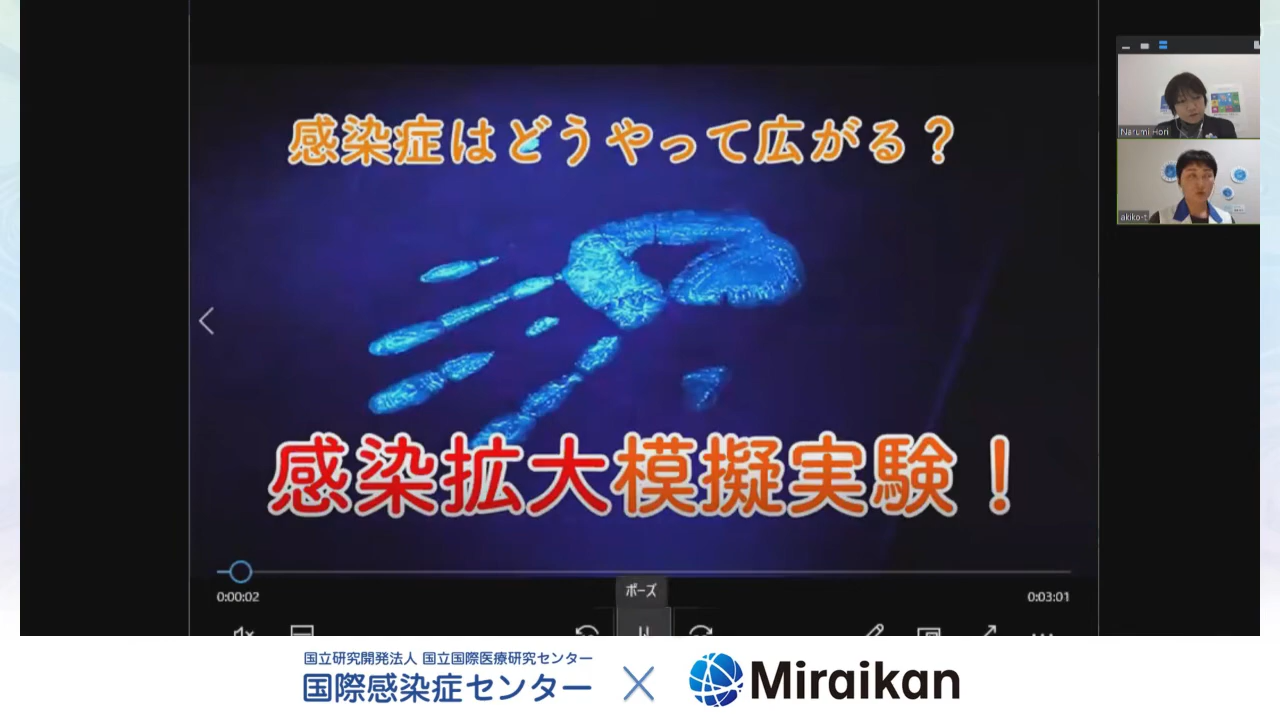 感染症はどうやって広がる？
感染拡大模擬実験！
Narumi Hori
akiko-t
ポーズ
0:00:02
0:03:01
国立研究開発法人 国立国際医療研究センター
国際感染症センター
Miraikan